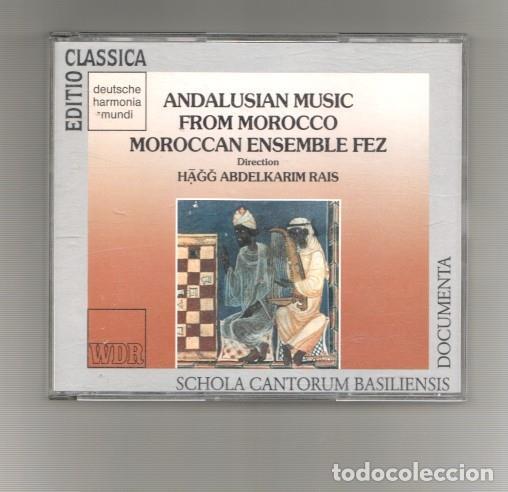 EDITIO CLASSICA
deutsche
harmonia
mundi
ANDALUSIAN MUSIC
FROM MOROCCO
MOROCCAN ENSEMBLE FEZ
Direction
HĀǦǦ ABDELKARIM RAIS
WDR
DOCUMENTA
SCHOLA CANTORUM BASILIENSIS
todocoleccion